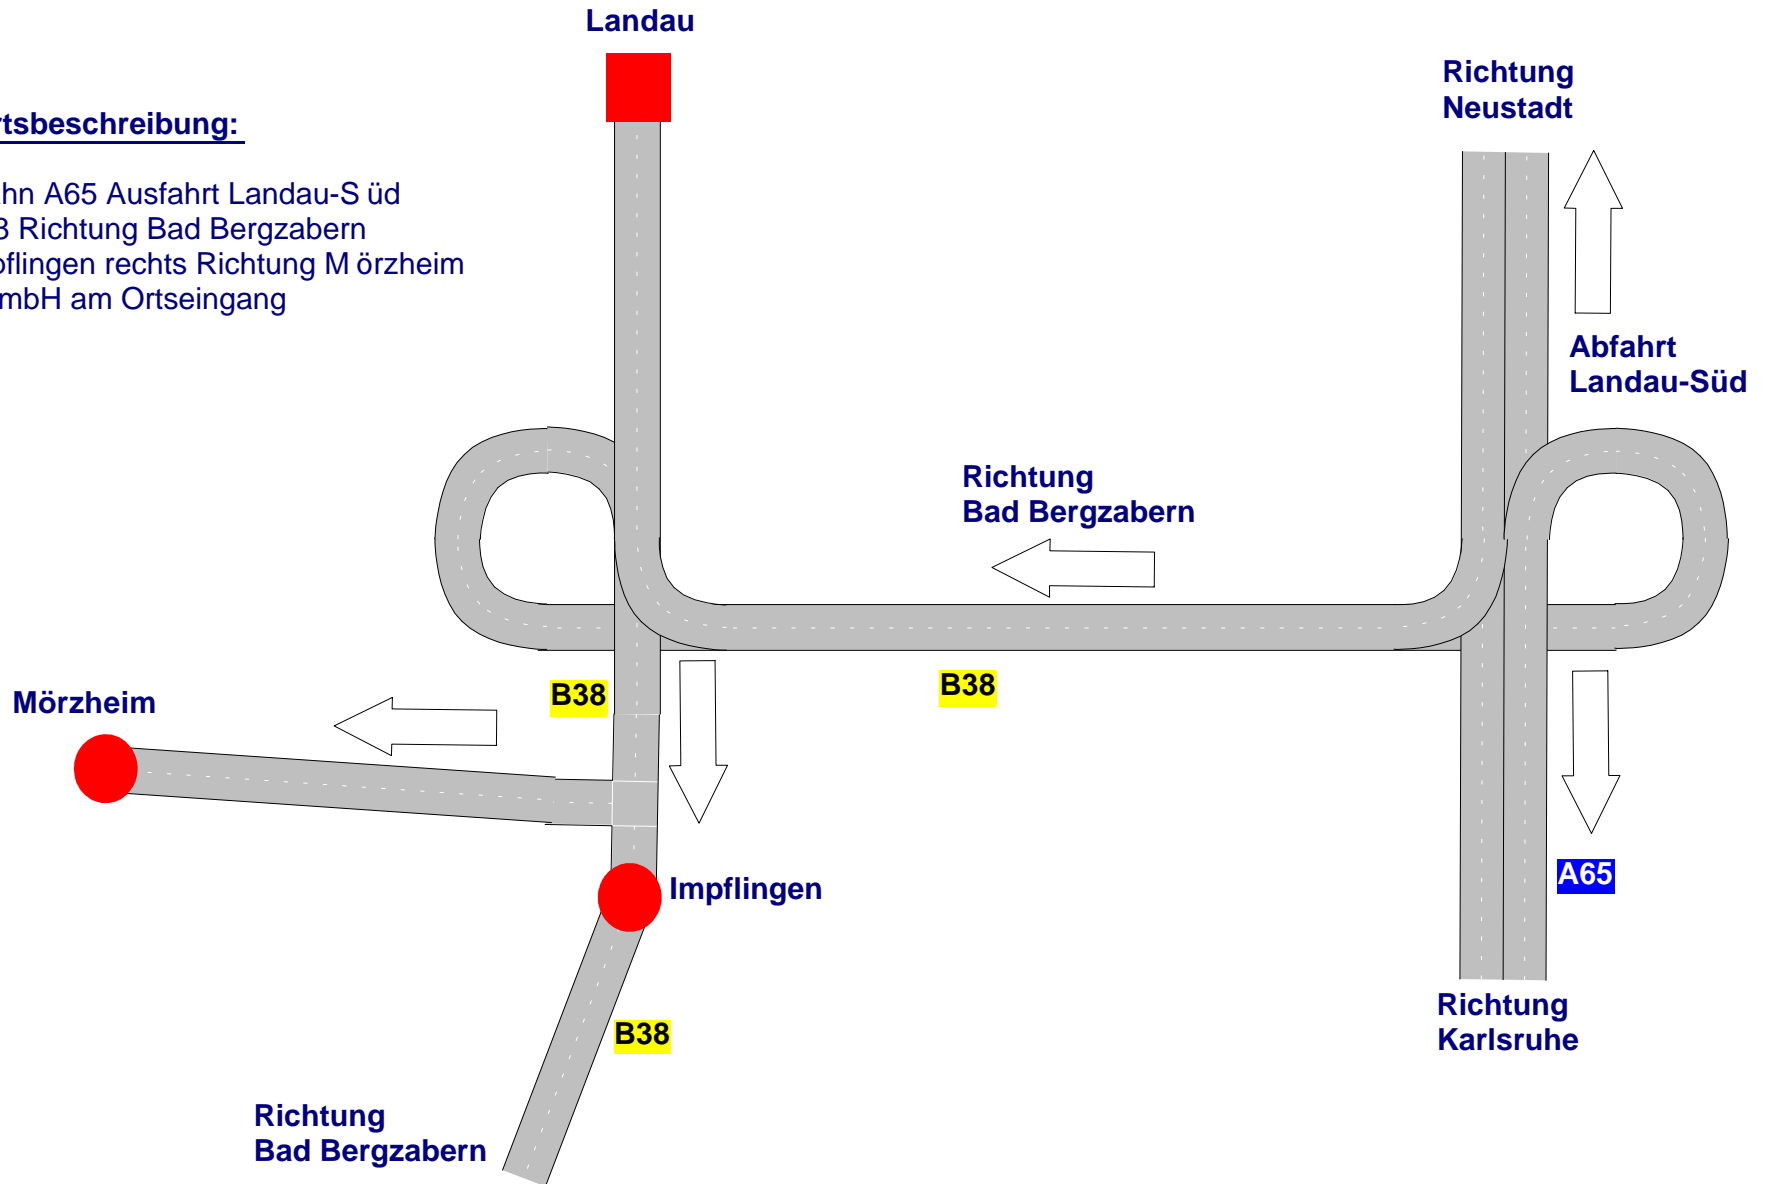 Landau
Richtung
Neustadt
rtsbeschreibung:
hn A65 Ausfahrt Landau-S üd
8 Richtung Bad Bergzabern
pflingen rechts Richtung M örzheim
mbH am Ortseingang
Abfahrt
Landau-Süd
Richtung
Bad Bergzabern
B38
B38
Mörzheim
Impflingen
A65
Richtung
Karlsruhe
B38
Richtung
Bad Bergzabern